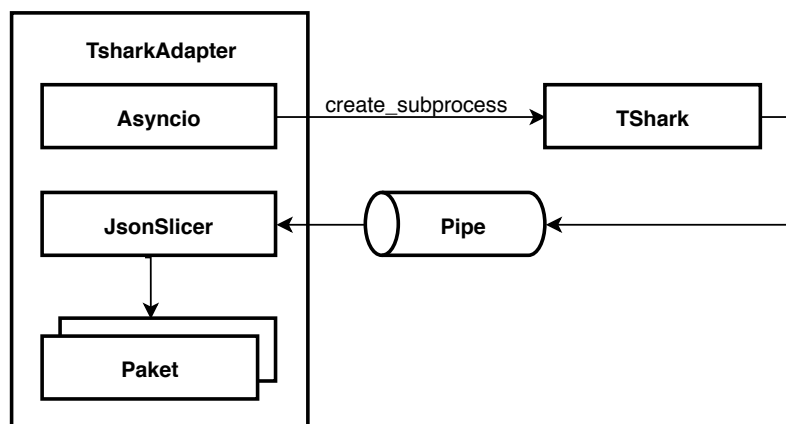 TsharkAdapter
Asyncio
create_subprocess
TShark
JsonSlicer
Pipe
Paket